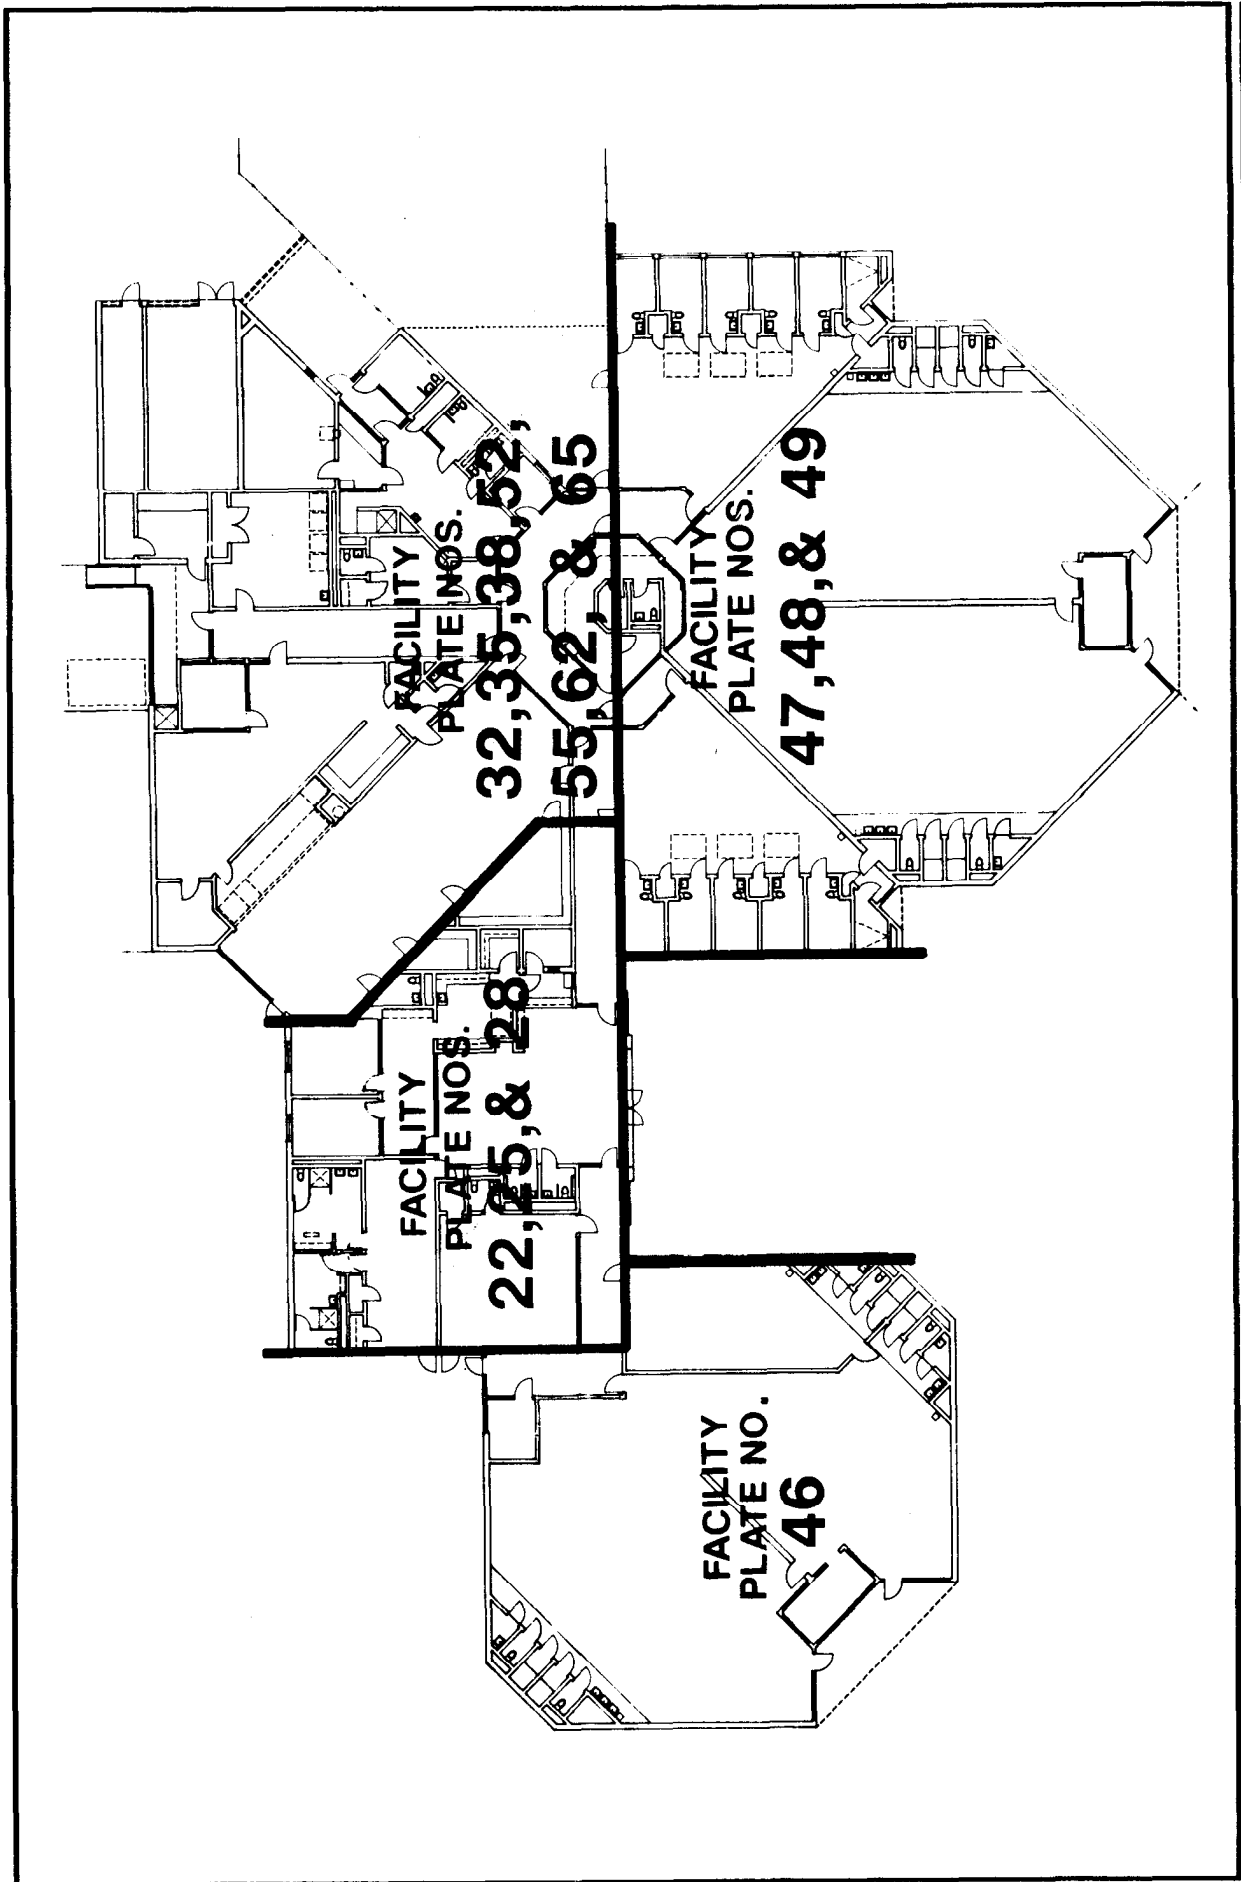 FACILITY
PLATE NOS.
32,35,38,52,
55,62,& 65
FACILITY
PLATE NOS.
47,48,& 49
FACILITY
PLATE NOS.
22,25,& 28
FACILITY
PLATE NO.
46